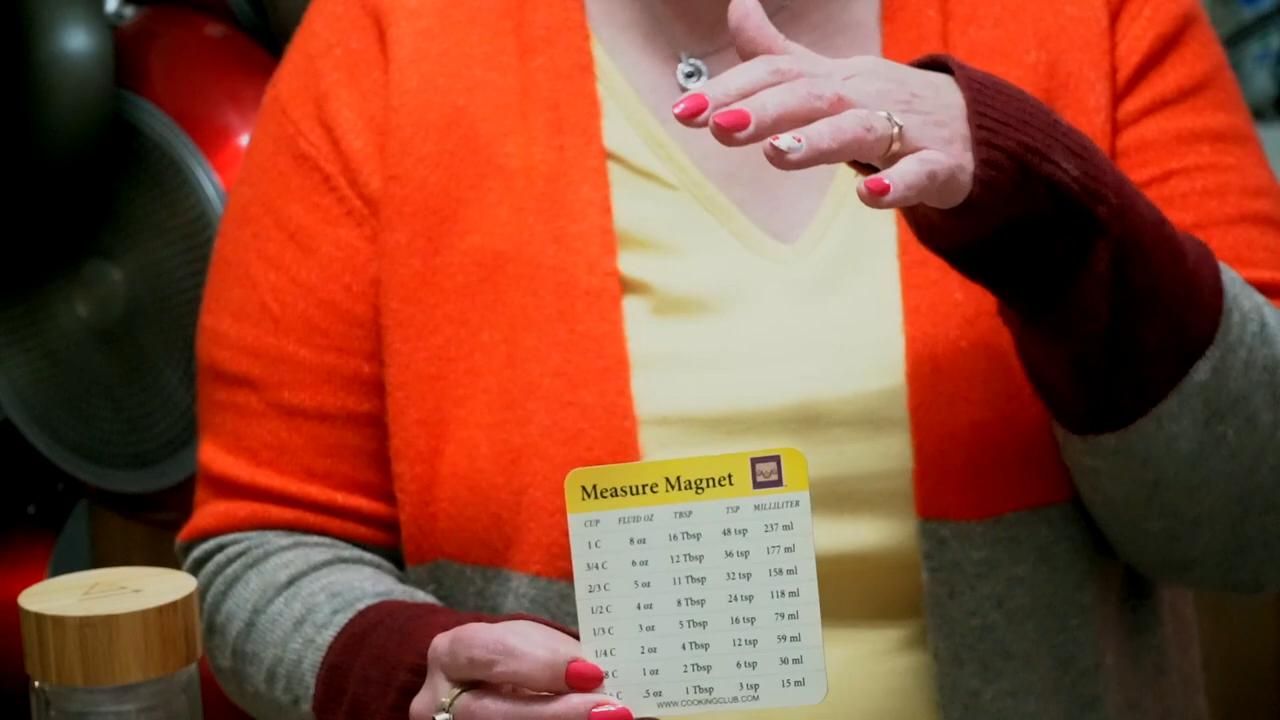 Measure Magnet
CUP FLUID OZ TBSP TSP MILLILITER
1 C 8 oz 16 Tbsp 48 tsp 237 ml
3/4 C 6 oz 12 Tbsp 36 tsp 177 ml
2/3 C 5 oz 11 Tbsp 32 tsp 158 ml
1/2 C 4 oz 8 Tbsp 24 tsp 118 ml
1/3 C 3 oz 5 Tbsp 16 tsp 79 ml
1/4 C 2 oz 4 Tbsp 12 tsp 59 ml
8 C 1 oz 2 Tbsp 6 tsp 30 ml
C .5 oz 1 Tbsp 3 tsp 15 ml
WWW.COOKINGCLUB.COM